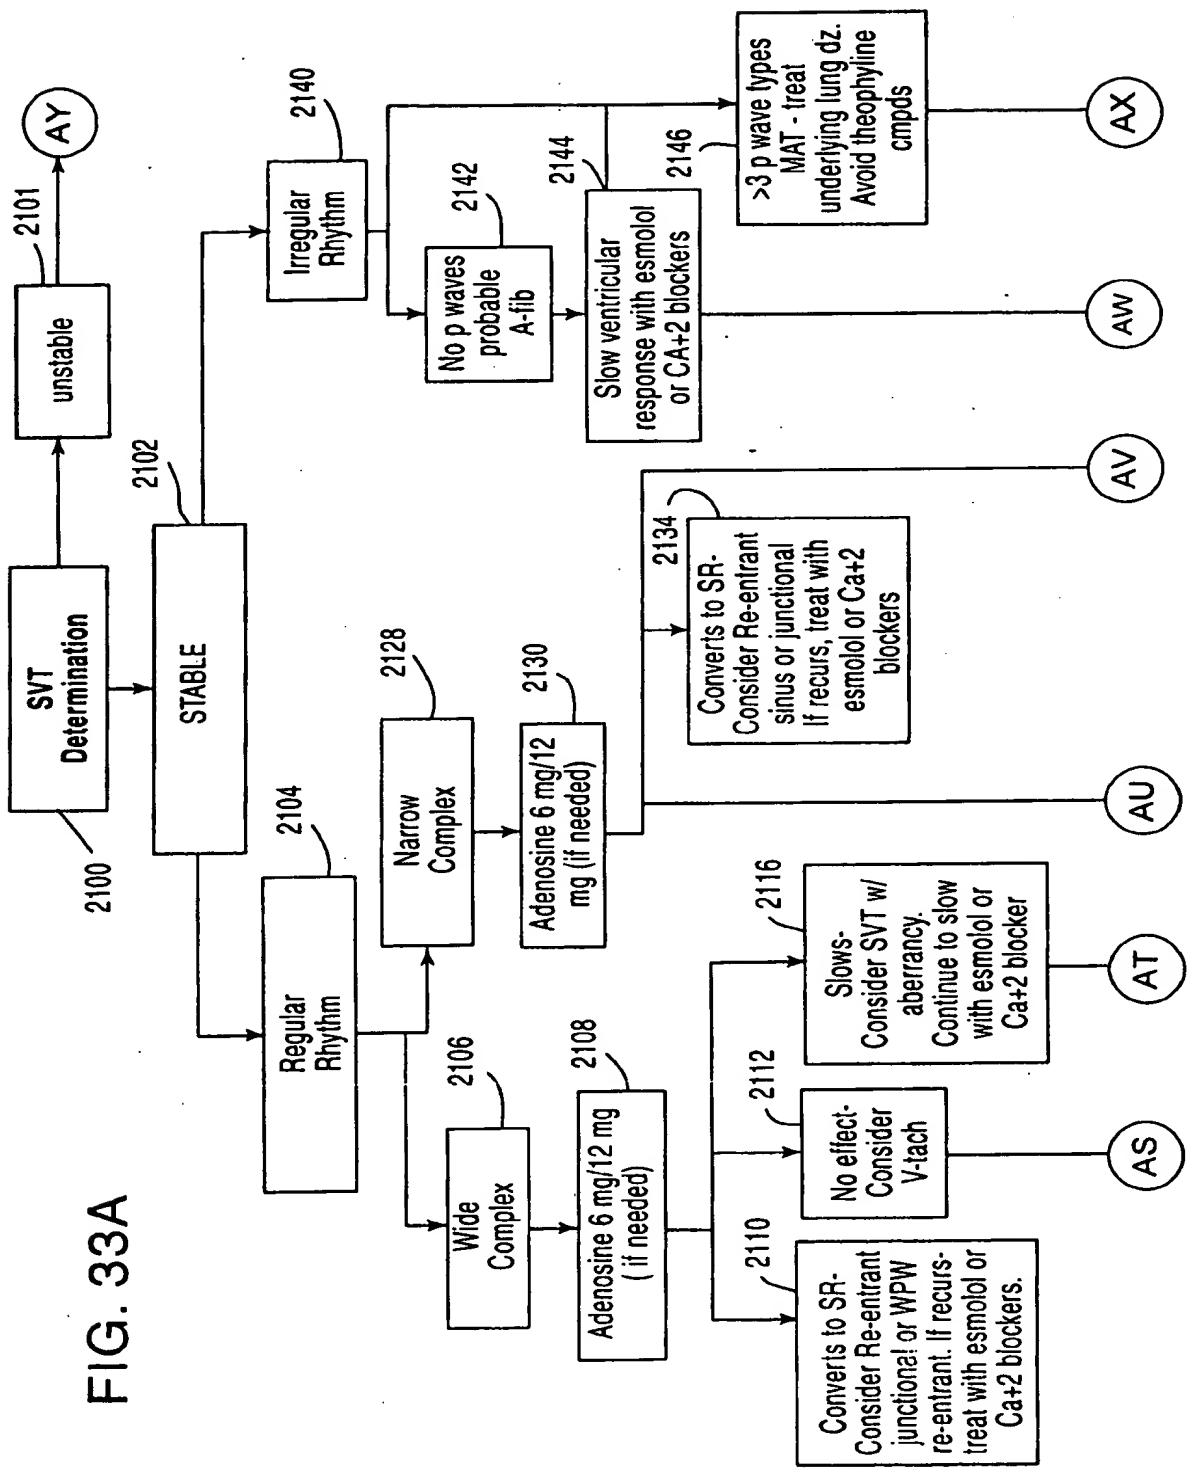 FIG. 33A
SVT
Determination
2100
unstable
2101
AY
STABLE
2102
Regular
Rhythm
2104
Irregular
Rhythm
2140
Wide
Complex
2106
Narrow
Complex
2128
No p waves
probable
A-fib
2142
Adenosine 6 mg/12 mg
( if needed)
2108
Adenosine 6 mg/12
mg (if needed)
2130
Slow ventricular
response with esmolol
or CA+2 blockers
2144
Converts to SR-
Consider Re-entrant
junctional or WPW
re-entrant. If recurs-
treat with esmolol or
Ca+2 blockers.
2110
No effect-
Consider
V-tach
2112
Slows-
Consider SVT w/
aberrancy.
Continue to slow
with esmolol or
Ca+2 blocker
2116
Converts to SR-
Consider Re-entrant
sinus or junctional
If recurs, treat with
esmolol or Ca+2
blockers
2134
>3 p wave types
MAT - treat
underlying lung dz.
Avoid theophyline
cmpds
2146
AS
AT
AU
AV
AW
AX